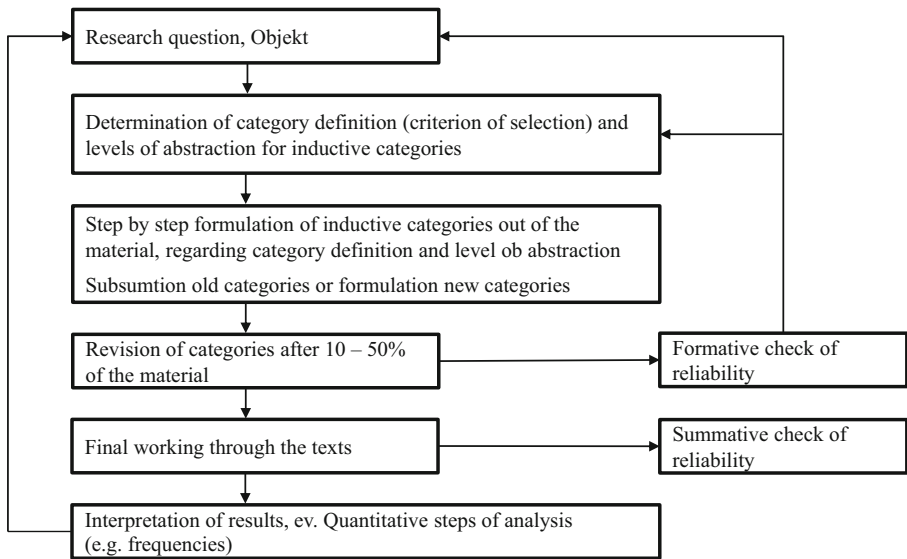 Research question, Objekt
Determination of category definition (criterion of selection) and
levels of abstraction for inductive categories
Step by step formulation of inductive categories out of the
material, regarding category definition and level ob abstraction
Subsumtion old categories or formulation new categories
Revision of categories after 10 – 50%
of the material
Formative check of
reliability
Final working through the texts
Summative check of
reliability
Interpretation of results, ev. Quantitative steps of analysis
(e.g. frequencies)